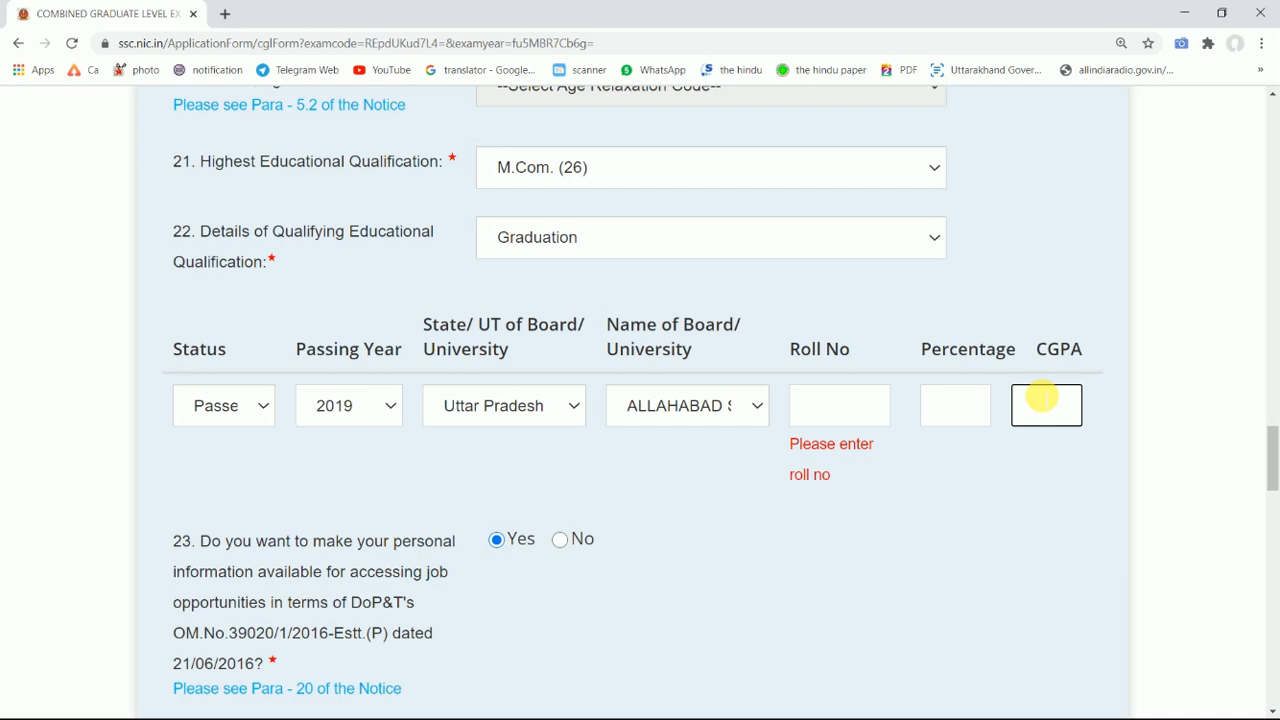 COMBINED GRADUATE LEVEL EX
ssc.nic.in/ApplicationForm/cglForm?examcode=REpdUKud7L4=&examyear=fu5MBR7Cb6g=
Apps Ca photo notification Telegram Web YouTube translator - Google... scanner WhatsApp the hindu the hindu paper PDF Uttarakhand Gover... allindiaradio.gov.in/... »
--Select Age Relaxation Code--
Please see Para - 5.2 of the Notice
21. Highest Educational Qualification: * M.Com. (26)
22. Details of Qualifying Educational
Qualification:*
Graduation
State/ UT of Board/ Name of Board/
Status Passing Year University University Roll No Percentage CGPA
Passe 2019 Uttar Pradesh ALLAHABAD S
Please enter
roll no
23. Do you want to make your personal Yes No
information available for accessing job
opportunities in terms of DoP&T's
OM.No.39020/1/2016-Estt.(P) dated
21/06/2016? *
Please see Para - 20 of the Notice